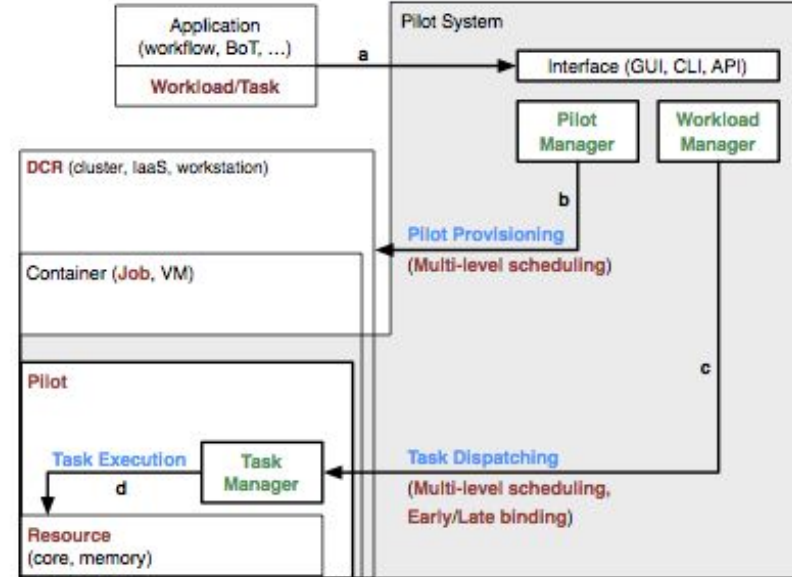 Application
(workflow, BoT, ...)
Workload/Task
a
Pilot System
Interface (GUI, CLI, API)
Pilot
Manager
Workload
Manager
DCR (cluster, IaaS, workstation)
b
Pilot Provisioning
(Multi-level scheduling)
Container (Job, VM)
c
Pilot
Task Execution
d
Task
Manager
Task Dispatching
(Multi-level scheduling,
Early/Late binding)
Resource
(core, memory)